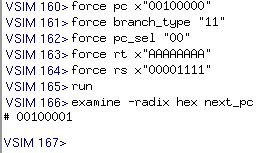 VSIM 160> force pc x"00100000"
VSIM 161> force branch_type "11"
VSIM 162> force pc_sel "00"
VSIM 163> force rt x"AAAAAAAA"
VSIM 164> force rs x"00001111"
VSIM 165> run
VSIM 166> examine -radix hex next_pc
# 00100001
VSIM 167>